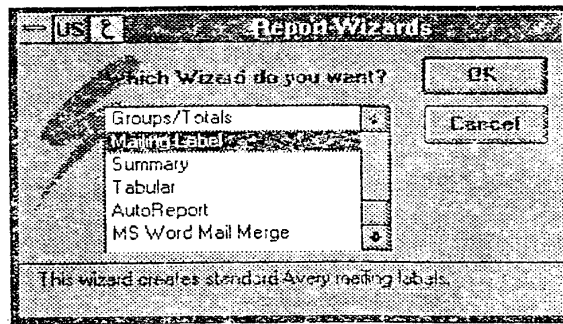 US ع Report Wizards
Which Wizard do you want?
OK
Cancel
Groups/Totals
Mailing Label
Summary
Tabular
AutoReport
MS Word Mail Merge
This wizard creates standard Avery mailing labels.